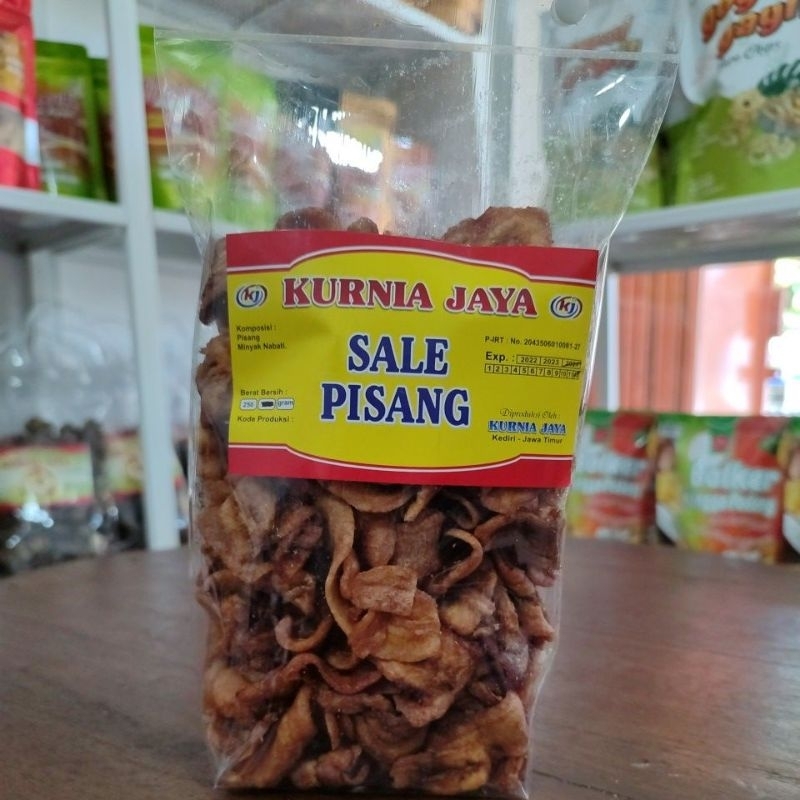 KURNIA JAYA
KJ
KJ
Komposisi :
Pisang
Minyak Nabati.
SALE
PISANG
P-IRT : No. 2043506010981-27
Exp. : 2022 2023
1 2 3 4 5 6 7 8 9 10
Berat Bersih :
250 gram
Kode Produksi :
Diproduksi Oleh :
KURNIA JAYA
Kediri - Jawa Timur